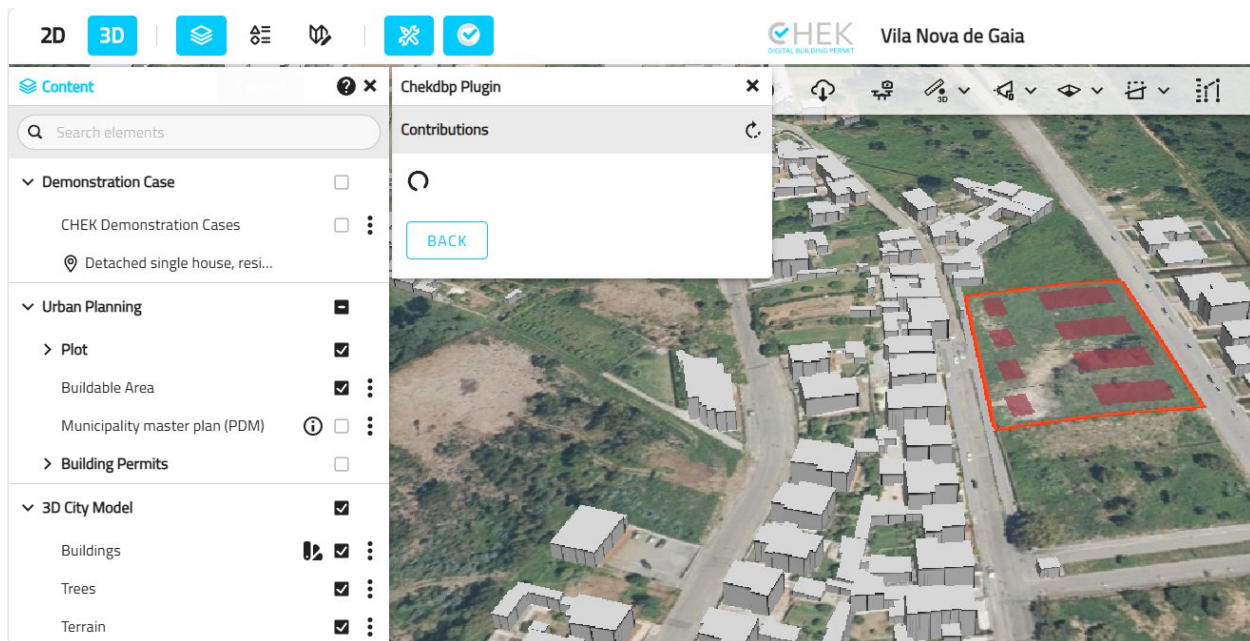 2D 3D CHEK Vila Nova de Gaia
DIGITAL BUILDING PERMIT
Content
Search elements
Demonstration Case
CHEK Demonstration Cases
Detached single house, resi...
Urban Planning
Plot
Buildable Area
Municipality master plan (PDM)
Building Permits
3D City Model
Buildings
Trees
Terrain
Chekdbp Plugin
Contributions
BACK
3D